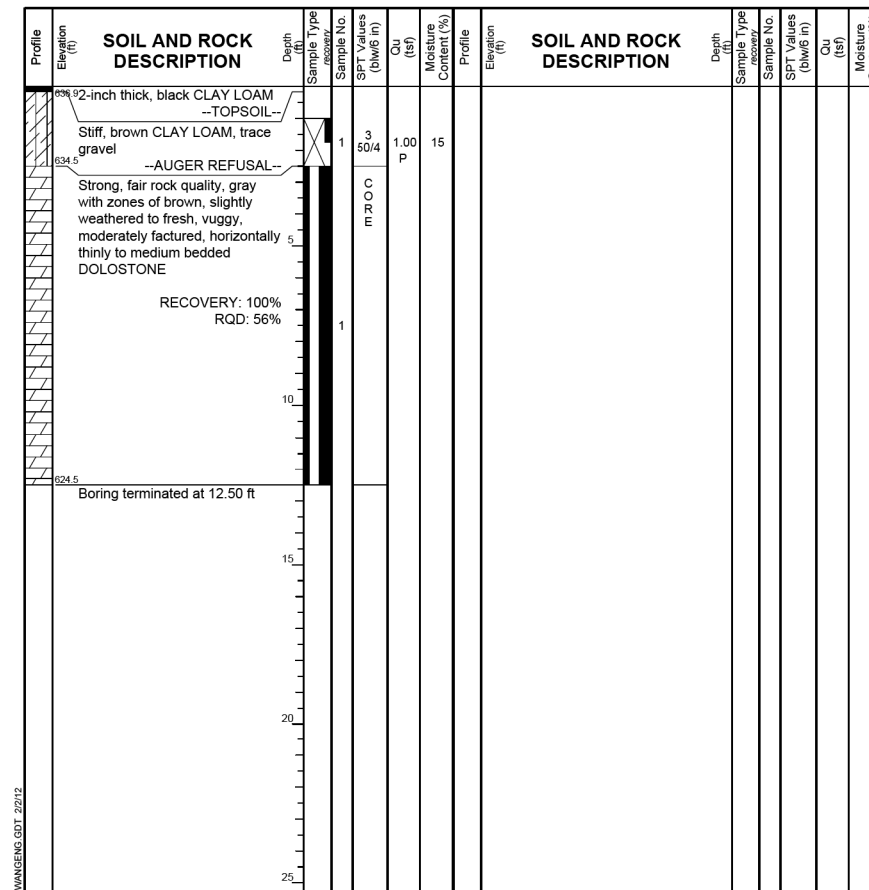 Profile
Elevation
(ft)
SOIL AND ROCK
DESCRIPTION
Depth
(ft)
Sample Type
recovery
Sample No.
SPT Values
(blw/6 in)
Qu
(tsf)
Moisture
Content (%)
Profile
Elevation
(ft)
SOIL AND ROCK
DESCRIPTION
Depth
(ft)
Sample Type
recovery
Sample No.
SPT Values
(blw/6 in)
Qu
(tsf)
Moisture
2-inch thick, black CLAY LOAM
--TOPSOIL--
Stiff, brown CLAY LOAM, trace
gravel
1
3
50/4
1.00
P
15
634.5
--AUGER REFUSAL--
Strong, fair rock quality, gray
with zones of brown, slightly
weathered to fresh, vuggy,
moderately factured, horizontally
thinly to medium bedded
DOLOSTONE
C
O
R
E
5
RECOVERY: 100%
RQD: 56%
1
10
624.5
Boring terminated at 12.50 ft
15
20
25
WANGENG.GDT 2/2/12